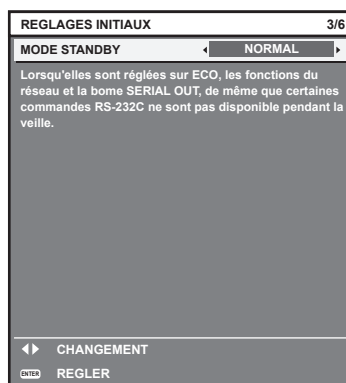 REGLAGES INITIAUX 3/6
MODE STANDBY NORMAL
Lorsqu'elles sont réglées sur ECO, les fonctions du
réseau et la bome SERIAL OUT, de même que certaines
commandes RS-232C ne sont pas disponible pendant la
veille.
CHANGEMENT
ENTER REGLER